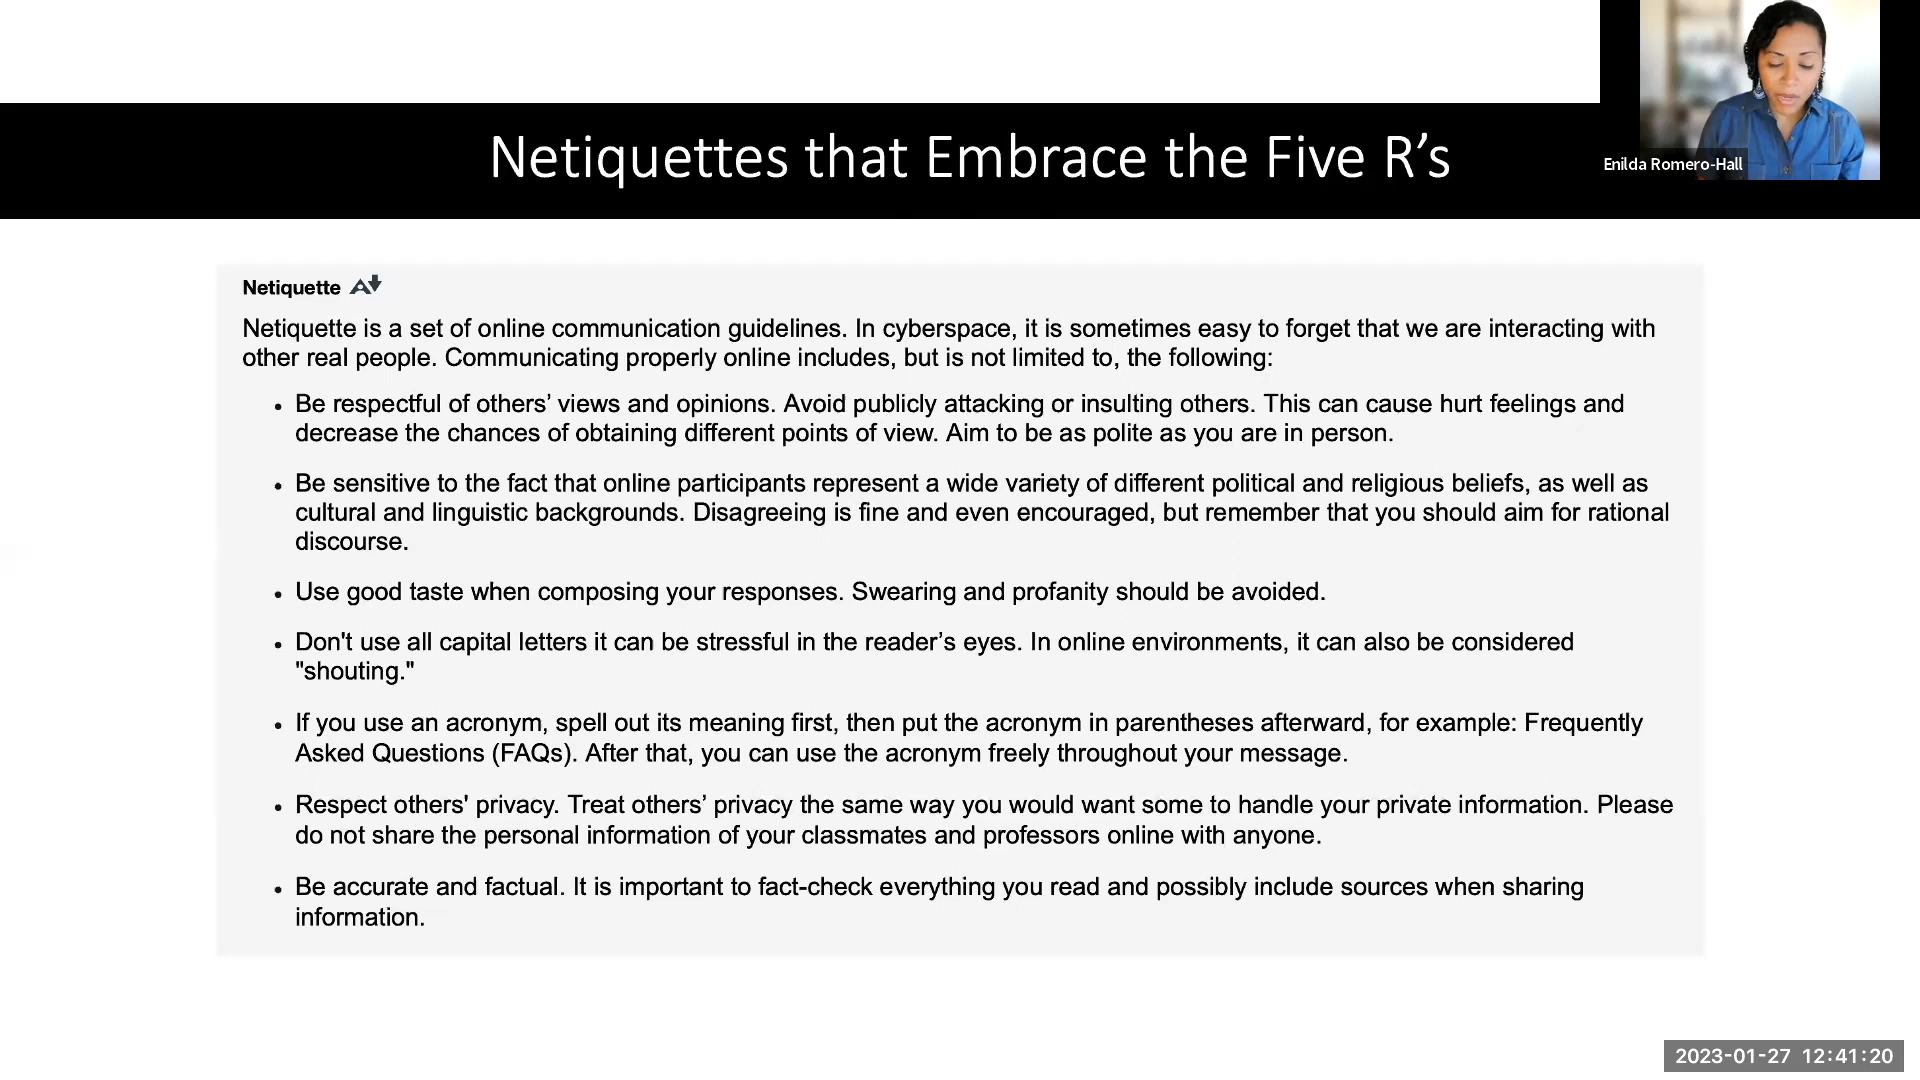 Netiquettes that Embrace the Five R’s
Enilda Romero-Hall
Netiquette
Netiquette is a set of online communication guidelines. In cyberspace, it is sometimes easy to forget that we are interacting with
other real people. Communicating properly online includes, but is not limited to, the following:
• Be respectful of others’ views and opinions. Avoid publicly attacking or insulting others. This can cause hurt feelings and
decrease the chances of obtaining different points of view. Aim to be as polite as you are in person.
• Be sensitive to the fact that online participants represent a wide variety of different political and religious beliefs, as well as
cultural and linguistic backgrounds. Disagreeing is fine and even encouraged, but remember that you should aim for rational
discourse.
• Use good taste when composing your responses. Swearing and profanity should be avoided.
• Don't use all capital letters it can be stressful in the reader’s eyes. In online environments, it can also be considered
"shouting."
• If you use an acronym, spell out its meaning first, then put the acronym in parentheses afterward, for example: Frequently
Asked Questions (FAQs). After that, you can use the acronym freely throughout your message.
• Respect others' privacy. Treat others’ privacy the same way you would want some to handle your private information. Please
do not share the personal information of your classmates and professors online with anyone.
• Be accurate and factual. It is important to fact-check everything you read and possibly include sources when sharing
information.
2023-01-27 12:41:20